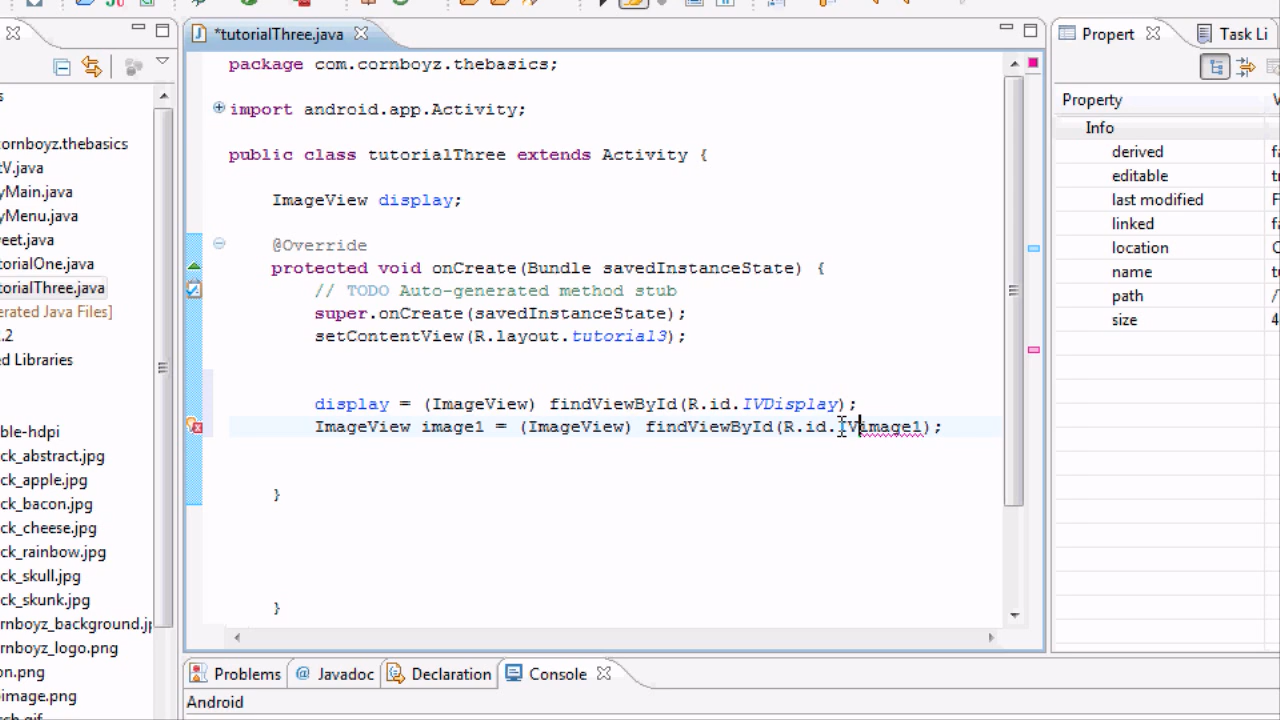 *tutorialThree.java
Propert
Task Li
package com.cornboyz.thebasics;
import android.app.Activity;
public class tutorialThree extends Activity {
ImageView display;
@Override
protected void onCreate(Bundle savedInstanceState) {
// TODO Auto-generated method stub
super.onCreate(savedInstanceState);
setContentView(R.layout.tutorial3);
display = (ImageView) findViewById(R.id.IVDisplay);
ImageView image1 = (ImageView) findViewById(R.id.IVimage1);
}
}
s
ornboyz.thebasics
tV.java
yMain.java
yMenu.java
eet.java
torialOne.java
torialThree.java
erated Java Files]
.2
ed Libraries
ble-hdpi
ck_abstract.jpg
ck_apple.jpg
ck_bacon.jpg
ck_cheese.jpg
ck_rainbow.jpg
ck_skull.jpg
ck_skunk.jpg
rnboyz_background.j
rnboyz_logo.png
on.png
image.png
Property
Info
derived
editable
last modified
linked
location
name
path /
size 4
Problems
@ Javadoc
Declaration
Console
Android